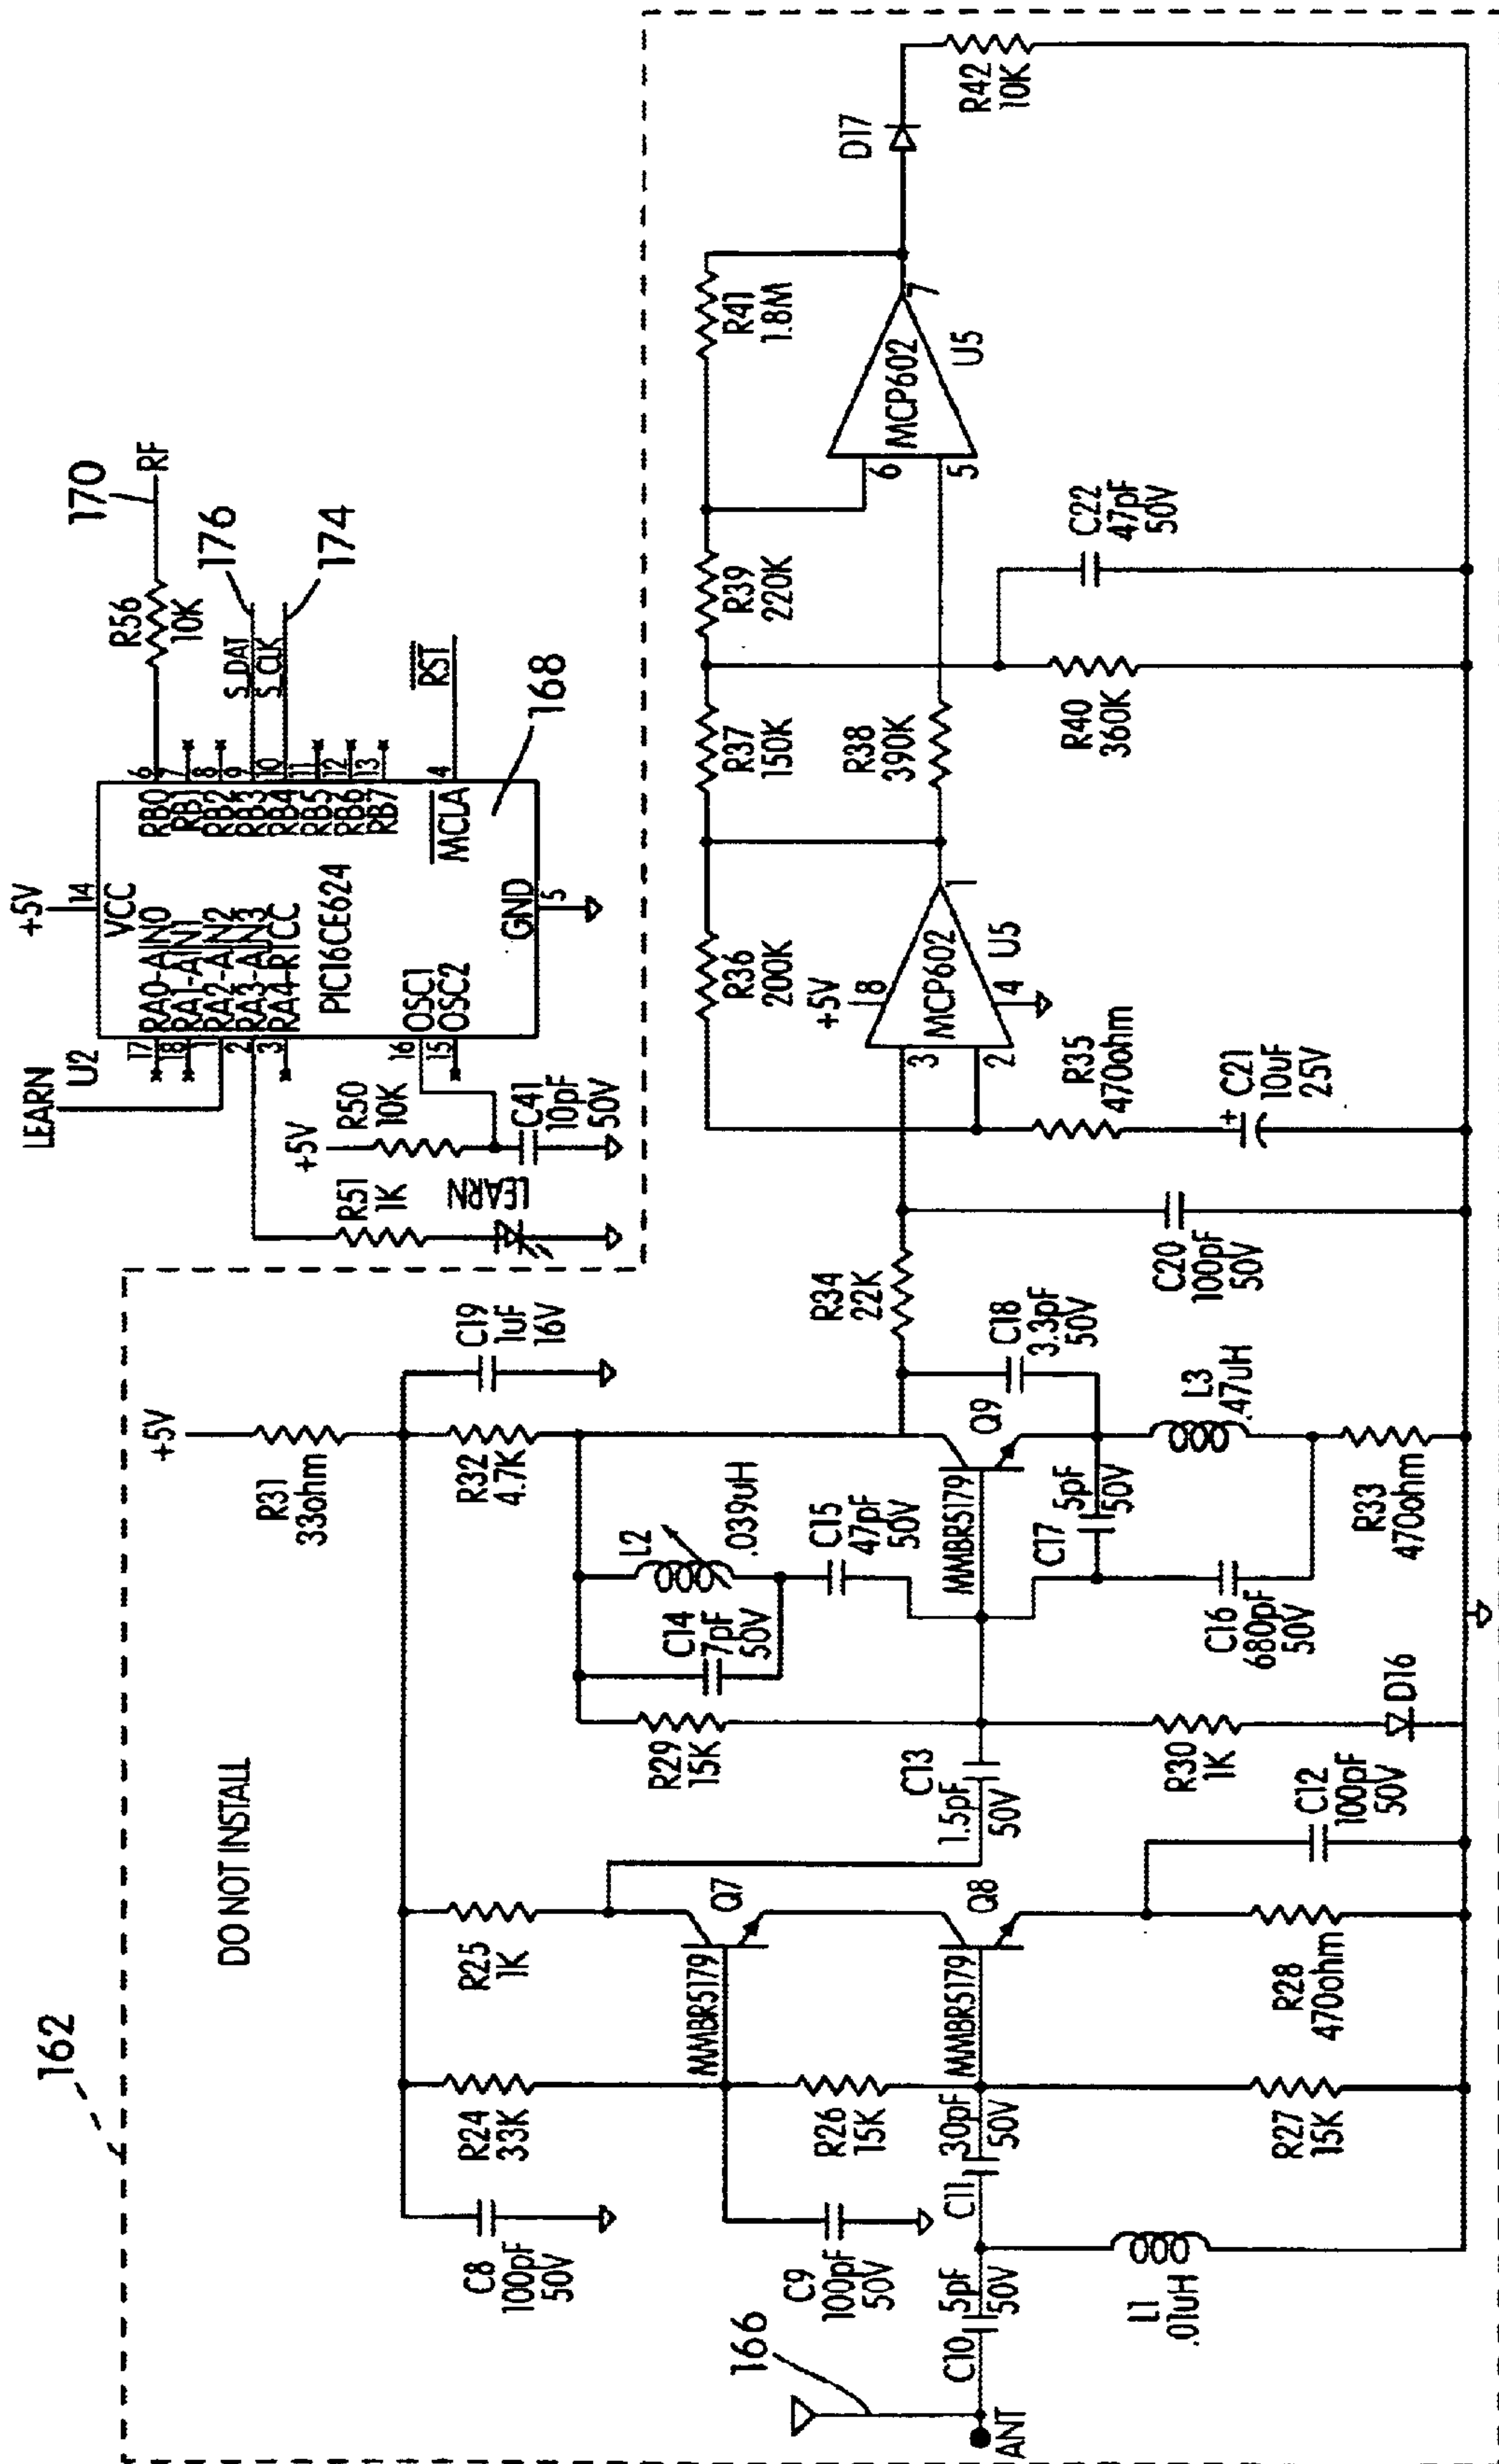 162
DO NOT INSTALL
+5V
R31
33ohm
C19
1uF
16V
C8
100pF
50V
R24
33K
R25
1K
R32
4.7K
MMBR5179
Q7
C9
100pF
50V
R26
15K
R29
15K
C14
7pF
50V
L2
.039uH
C15
47pF
50V
166
ANT
C10
5pF
50V
C11
30pF
50V
MMBR5179
Q8
C13
1.5pF
50V
MMBR5179
Q9
R34
22K
C18
3.3pF
50V
L1
.01uH
R27
15K
R28
470ohm
C12
100pF
50V
R30
1K
D16
C17
5pF
50V
C16
680pF
50V
L3
.47uH
R33
470ohm
C20
100pF
50V
LEARN
U2
+5V
14
VCC
17
RA0-AIN0
18
RA1-AIN1
1
RA2-AIN2
2
RA3-AIN3
3
RA4-RTCC
PIC16CE624
16
OSC1
15
OSC2
GND
5
RB0
6
RB1
7
RB2
8
RB3
9
RB4
10
RB5
11
RB6
12
RB7
13
MCLA
4
RST
168
R56
10K
170
RF
S_DAT
176
S_CLK
174
+5V
R50
10K
C41
10pF
50V
R51
1K
LEARN
R36
200K
+5V
8
3
2
MCP602
4
1
U5
R35
470ohm
+
C21
10uF
25V
R37
150K
R38
390K
R39
220K
R40
360K
C22
47pF
50V
R41
1.8M
6
5
MCP602
7
U5
D17
R42
10K